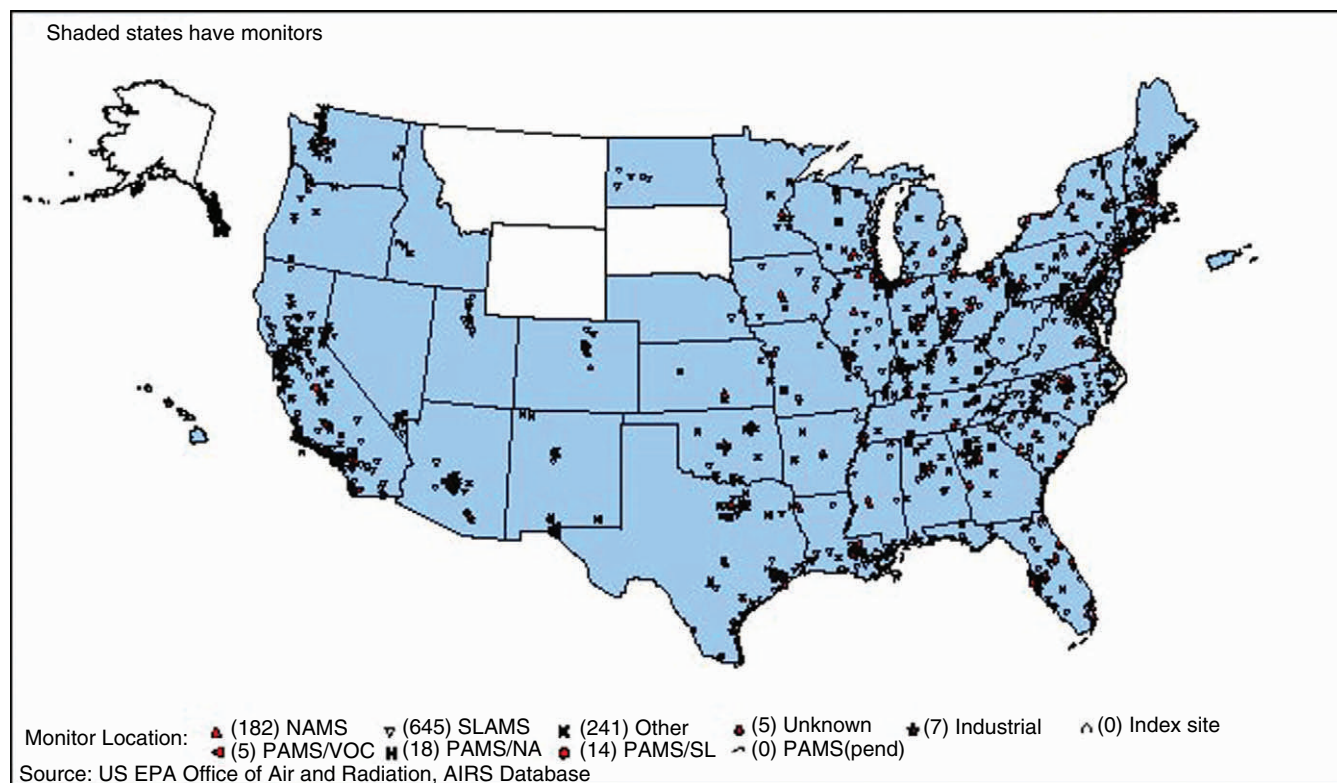 Shaded states have monitors
Monitor Location: (182) NAMS (645) SLAMS (241) Other (5) Unknown (7) Industrial (0) Index site
(5) PAMS/VOC (18) PAMS/NA (14) PAMS/SL (0) PAMS(pend)
Source: US EPA Office of Air and Radiation, AIRS Database